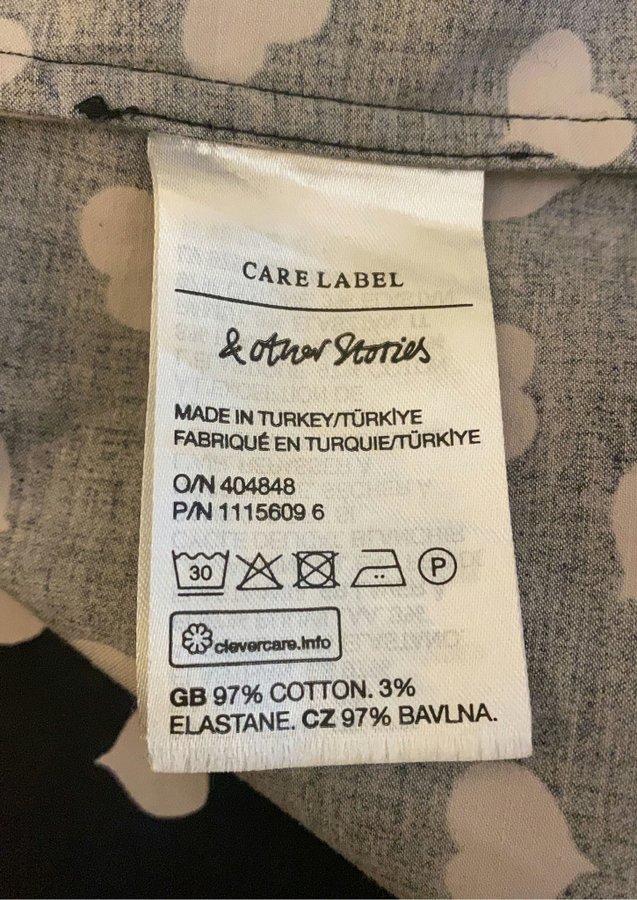 CARE LABEL
& other Stories
MADE IN TURKEY/TÜRKİYE
FABRIQUÉ EN TURQUIE/TÜRKİYE
O/N 404848
P/N 1115609 6
30 P
clevercare.info
GB 97% COTTON. 3%
ELASTANE. CZ 97% BAVLNA.